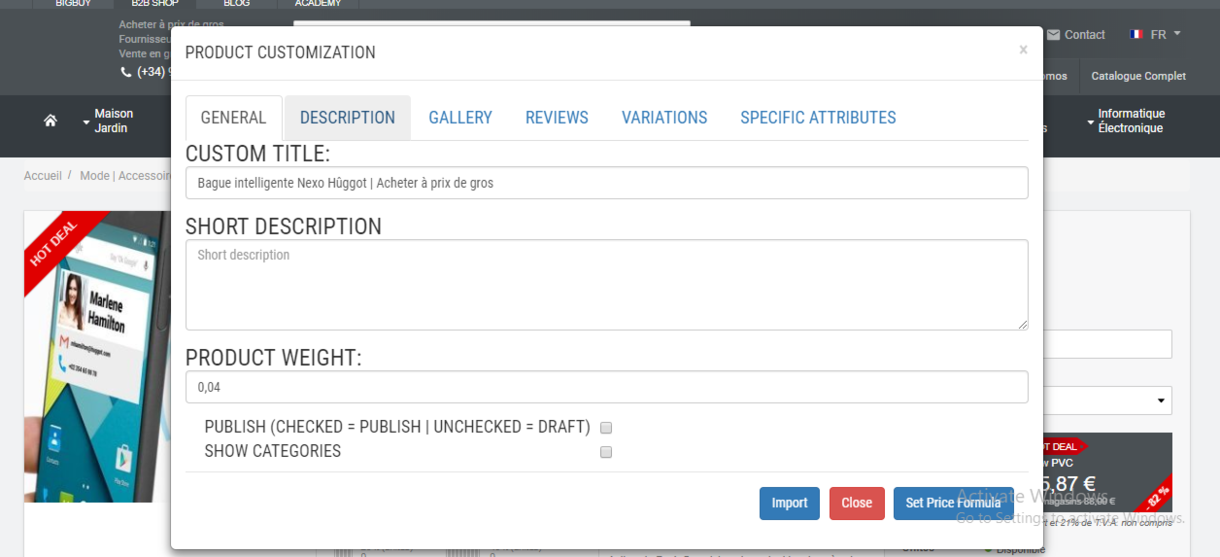 BIGBUY
B2B SHOP
BLOG
ACADEMY
Acheter à prix de gros
Fournisseu
Vente en g
(+34) 9
Contact
FR
omos
Catalogue Complet
Maison
Jardin
Informatique
Électronique
Accueil / Mode | Accessoir
PRODUCT CUSTOMIZATION
×
GENERAL
DESCRIPTION
GALLERY
REVIEWS
VARIATIONS
SPECIFIC ATTRIBUTES
CUSTOM TITLE:
Bague intelligente Nexo Hûggot | Acheter à prix de gros
SHORT DESCRIPTION
Short description
PRODUCT WEIGHT:
0,04
PUBLISH (CHECKED = PUBLISH | UNCHECKED = DRAFT)
SHOW CATEGORIES
Import
Close
Set Price Formula
HOT DEAL
Marlene
Hamilton
OT DEAL
PVC
5,87 €
- 82 %
et 21% de T.V.A. non compris
Disponible
Activate Windows
Go to Settings to activate Windows.